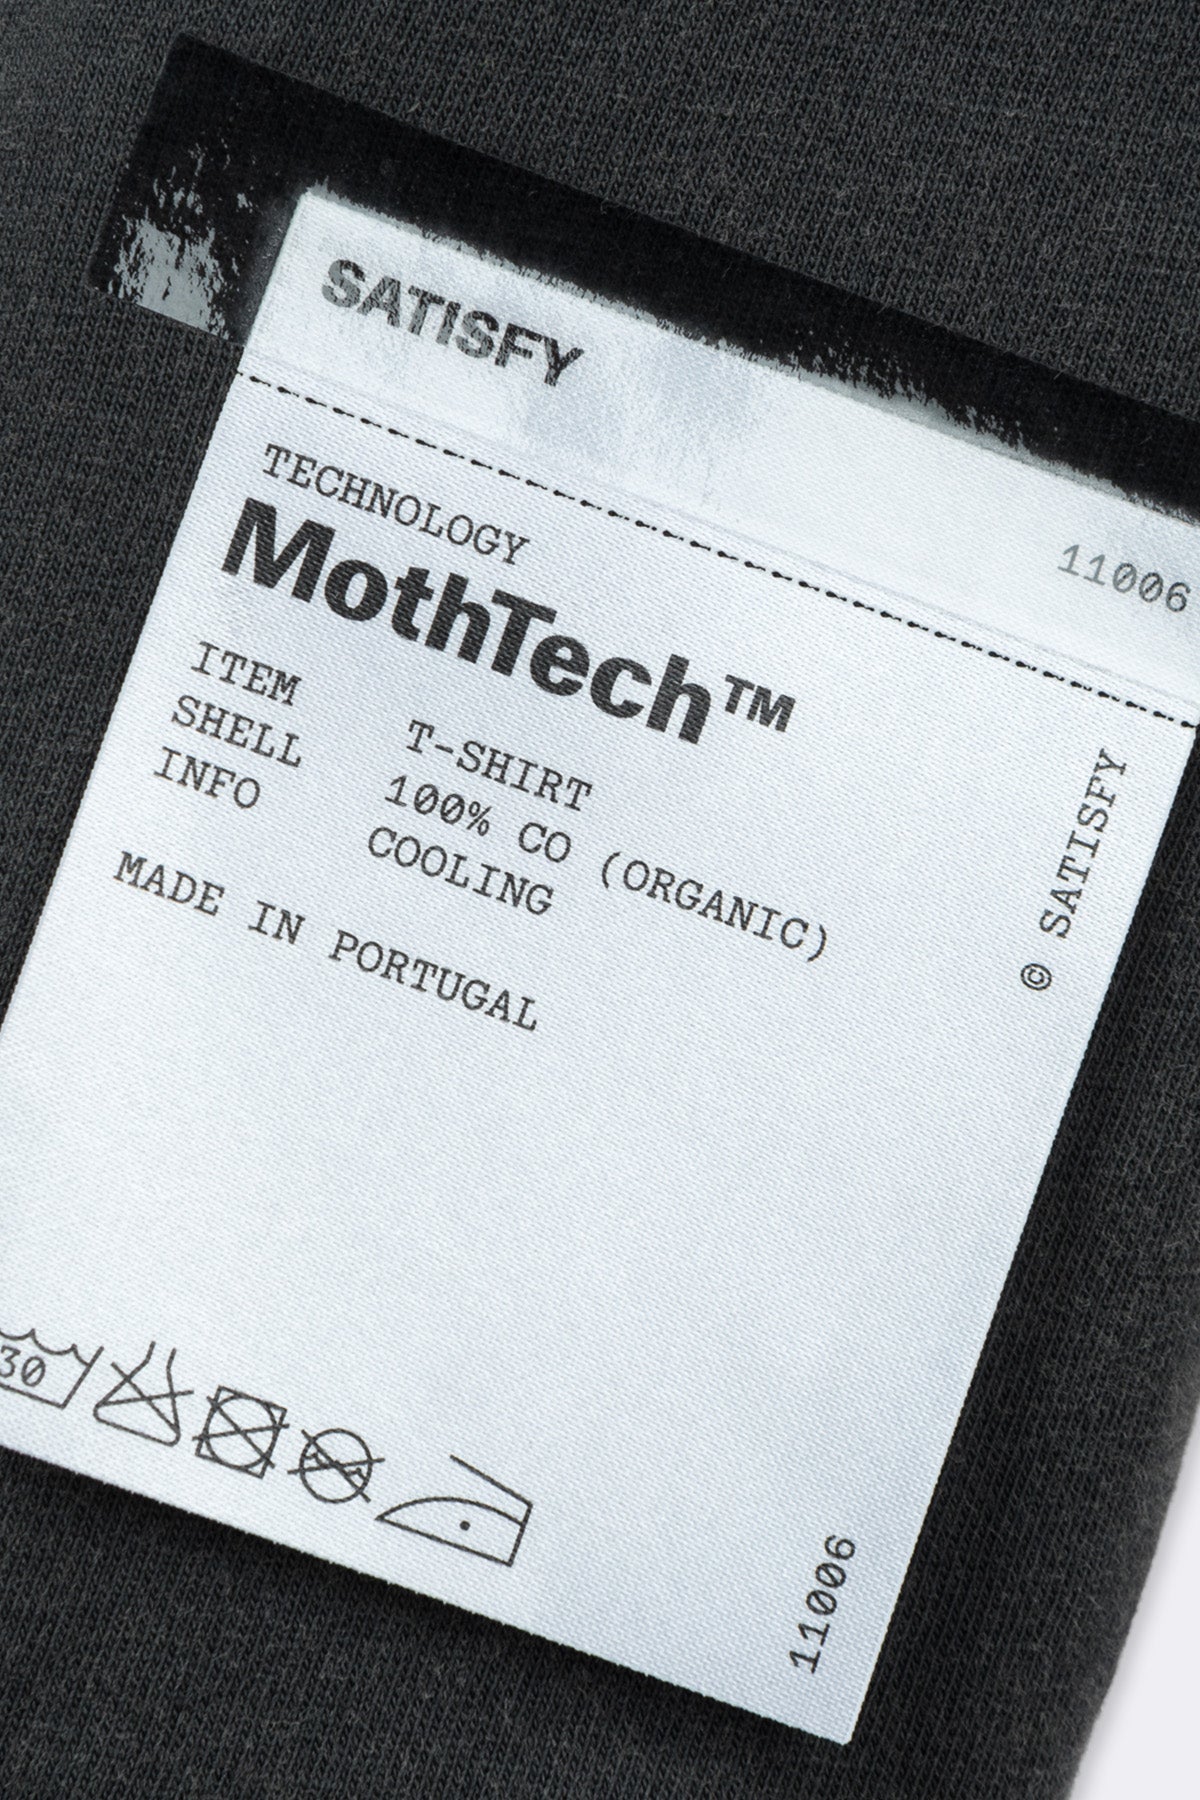 SATISFY
11006
TECHNOLOGY
MothTech™
ITEM T-SHIRT
SHELL 100% CO (ORGANIC)
INFO COOLING
MADE IN PORTUGAL
© SATISFY
30
11006